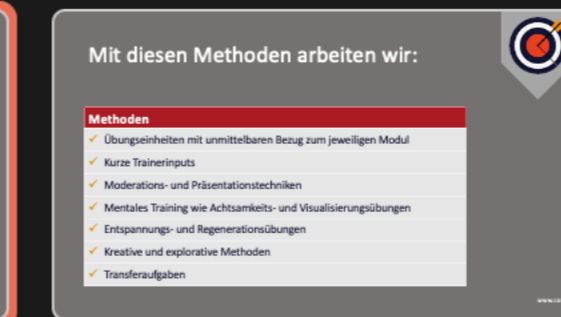 Mit diesen Methoden arbeiten wir:
Methoden
Übungseinheiten mit unmittelbaren Bezug zum jeweiligen Modul
Kurze Trainerinputs
Moderations- und Präsentationstechniken
Mentales Training wie Achtsamkeits- und Visualisierungsübungen
Entspannungs- und Regenerationsübungen
Kreative und explorative Methoden
Transferaufgaben